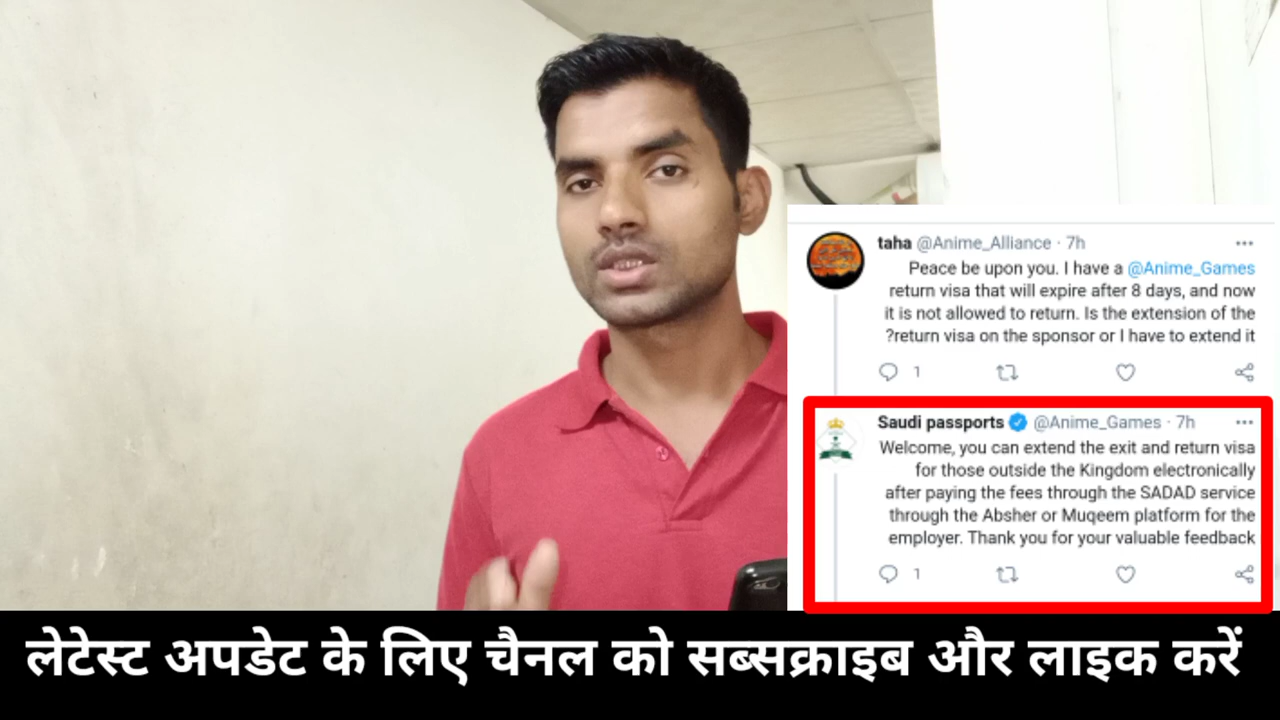 taha @Anime_Alliance · 7h
Peace be upon you. I have a @Anime_Games
return visa that will expire after 8 days, and now
it is not allowed to return. Is the extension of the
?return visa on the sponsor or I have to extend it
1
Saudi passports @Anime_Games · 7h
Welcome, you can extend the exit and return visa
for those outside the Kingdom electronically
after paying the fees through the SADAD service
through the Absher or Muqeem platform for the
employer. Thank you for your valuable feedback
1
लेटेस्ट अपडेट के लिए चैनल को सब्सक्राइब और लाइक करें